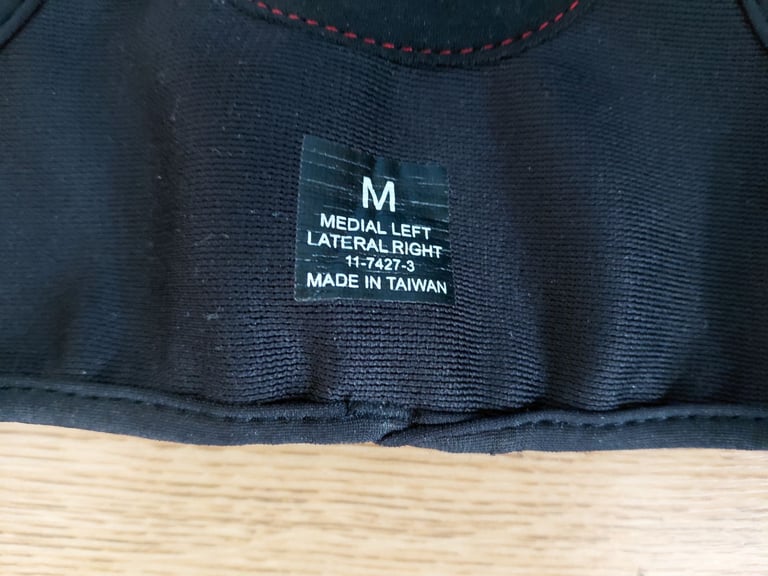 M
MEDIAL LEFT
LATERAL RIGHT
11-7427-3
MADE IN TAIWAN